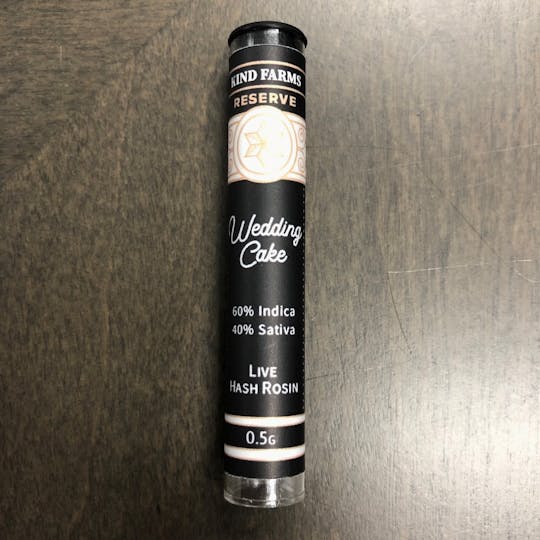 KIND FARMS
RESERVE
Wedding
Cake
60% Indica
40% Sativa
LIVE
HASH ROSIN
0.5G